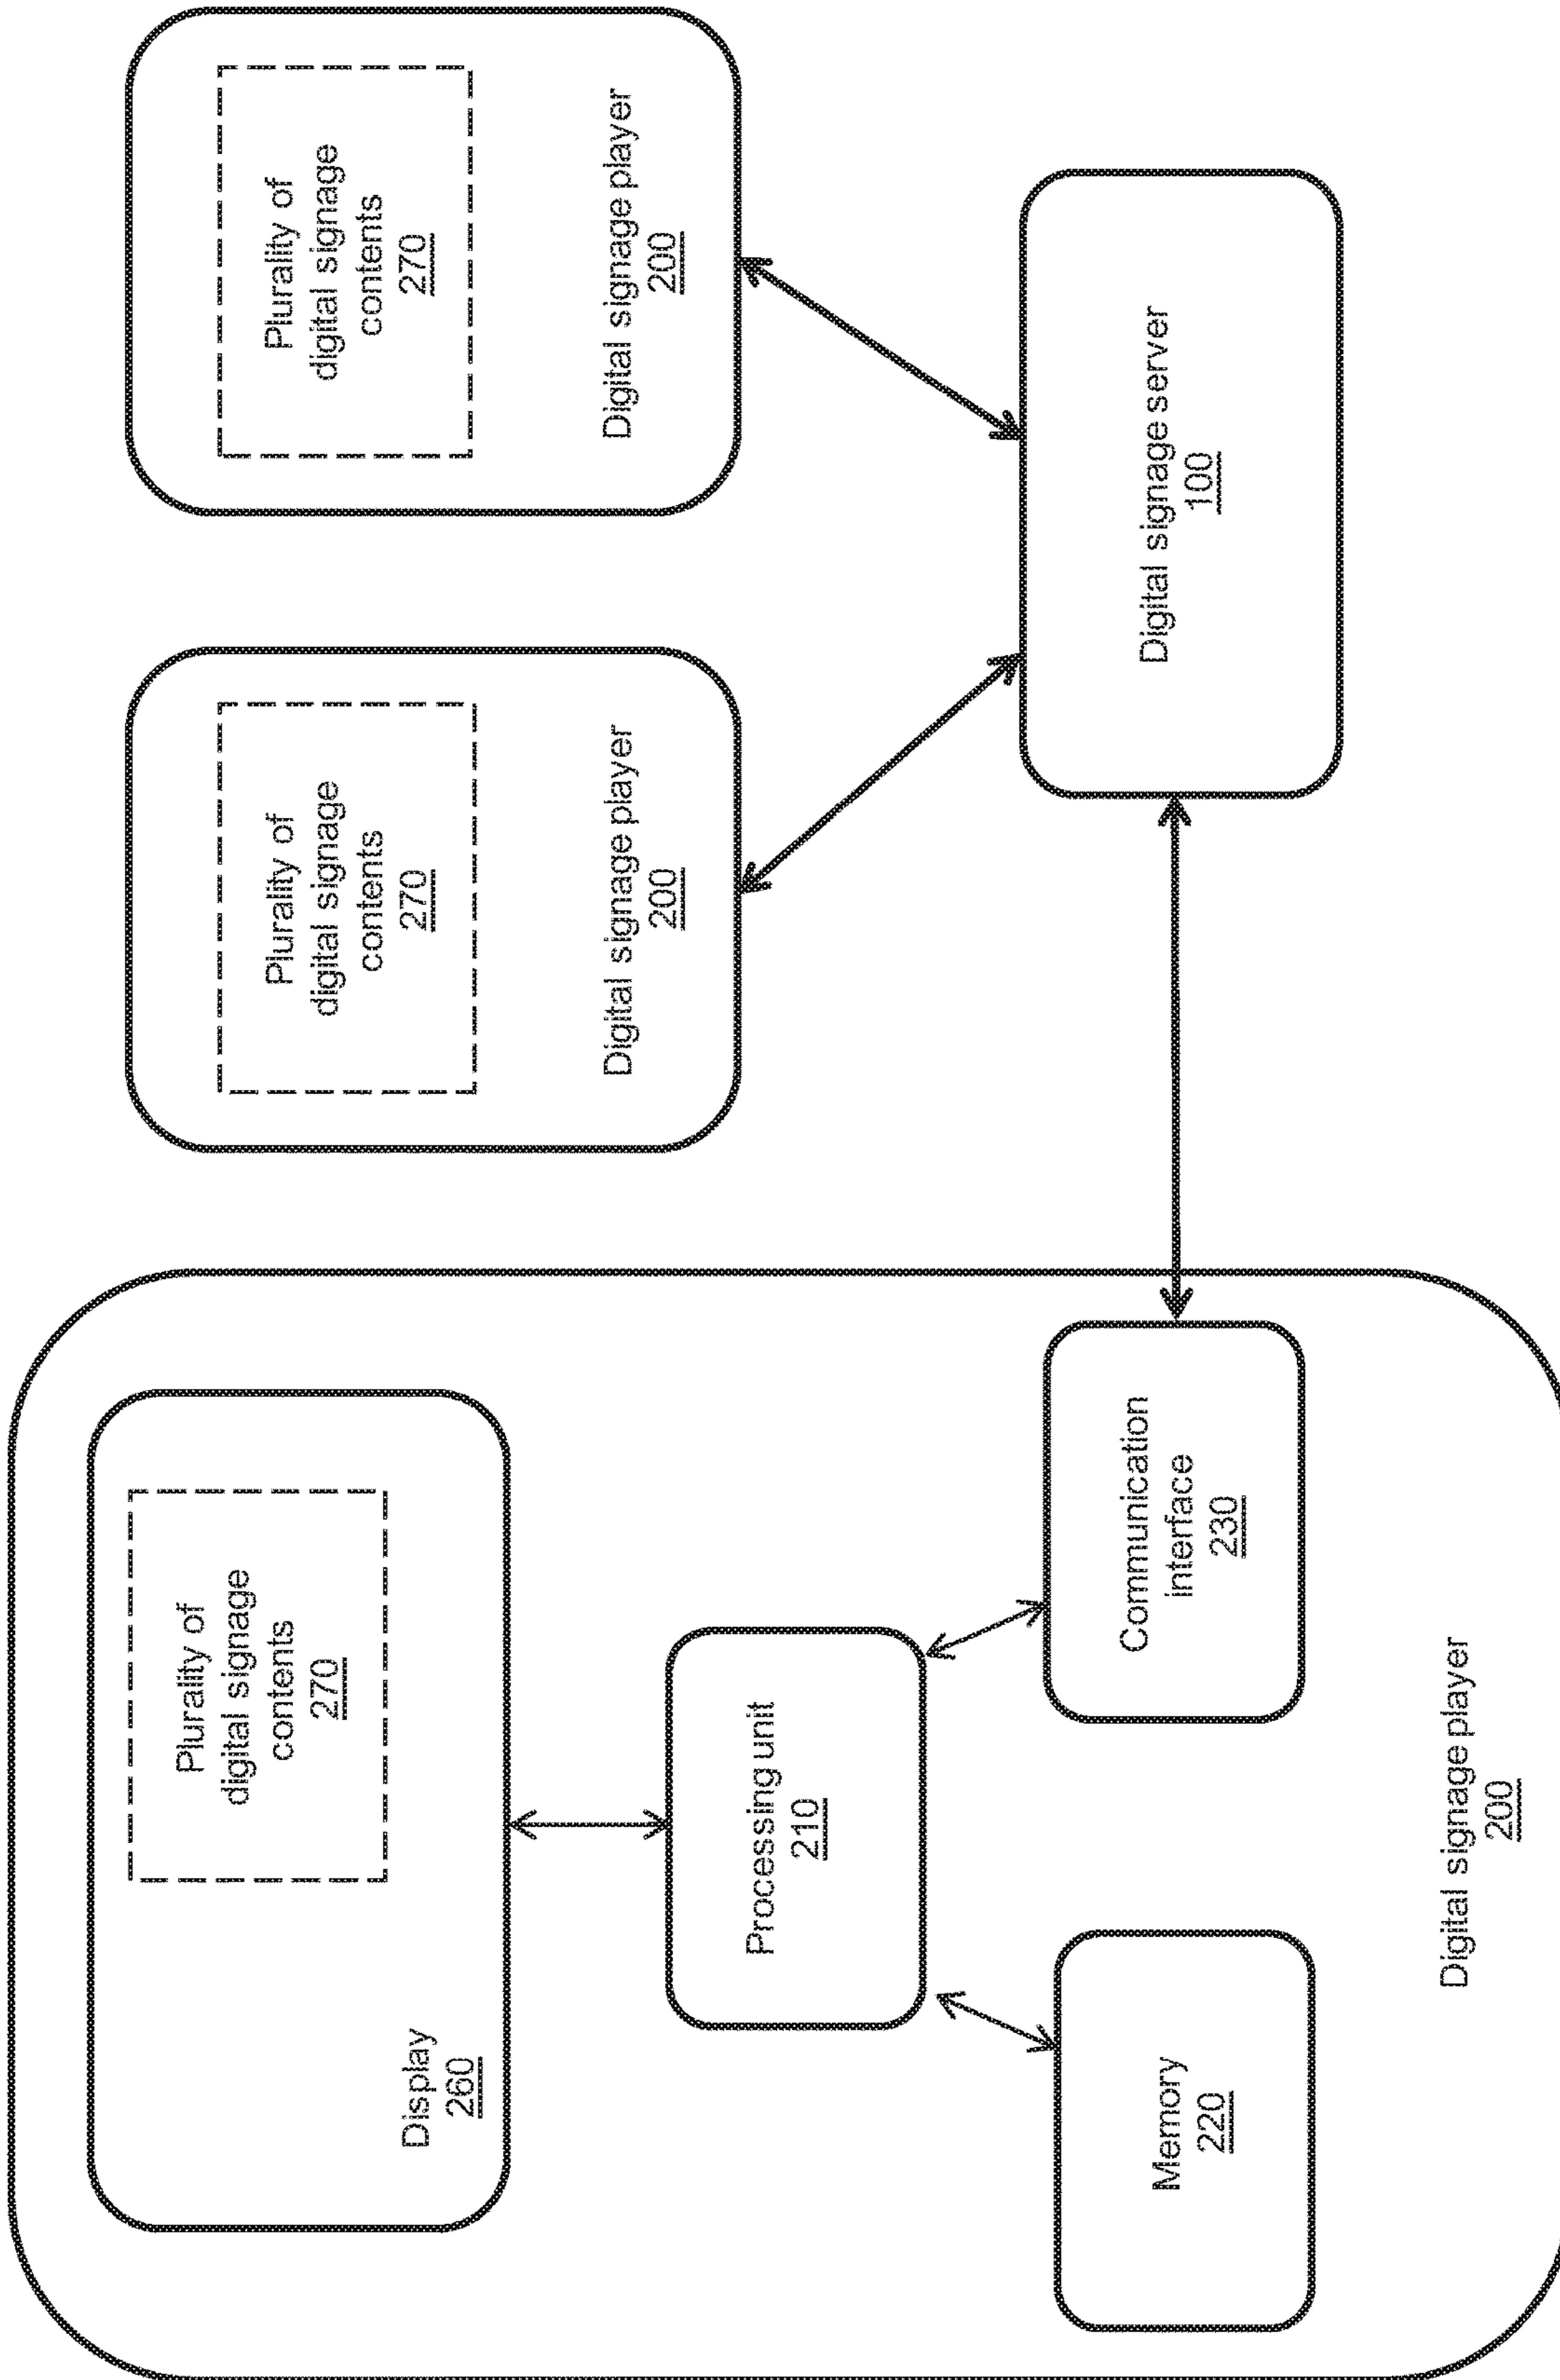 Plurality of
digital signage
contents
270
Display
260
Processing unit
210
Memory
220
Communication
interface
230
Digital signage player
200
Plurality of
digital signage
contents
270
Digital signage player
200
Plurality of
digital signage
contents
270
Digital signage player
200
Digital signage server
100